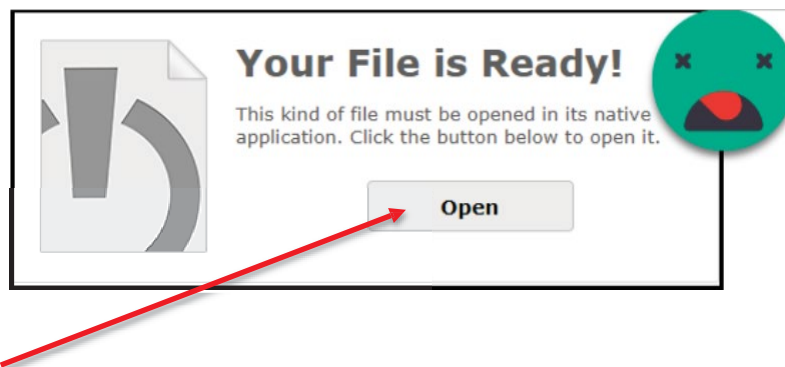 Your File is Ready!
This kind of file must be opened in its native
application. Click the button below to open it.
Open